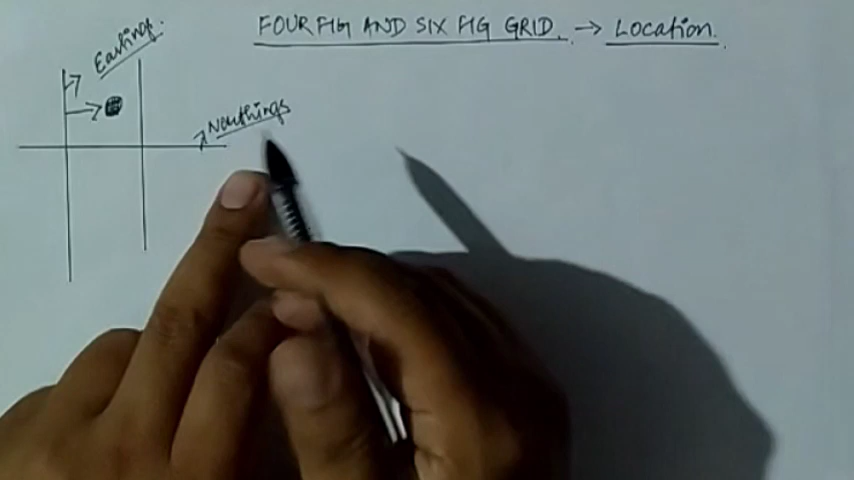 FOUR FIG AND SIX FIG GRID. → Location.
Eastings.
Northings